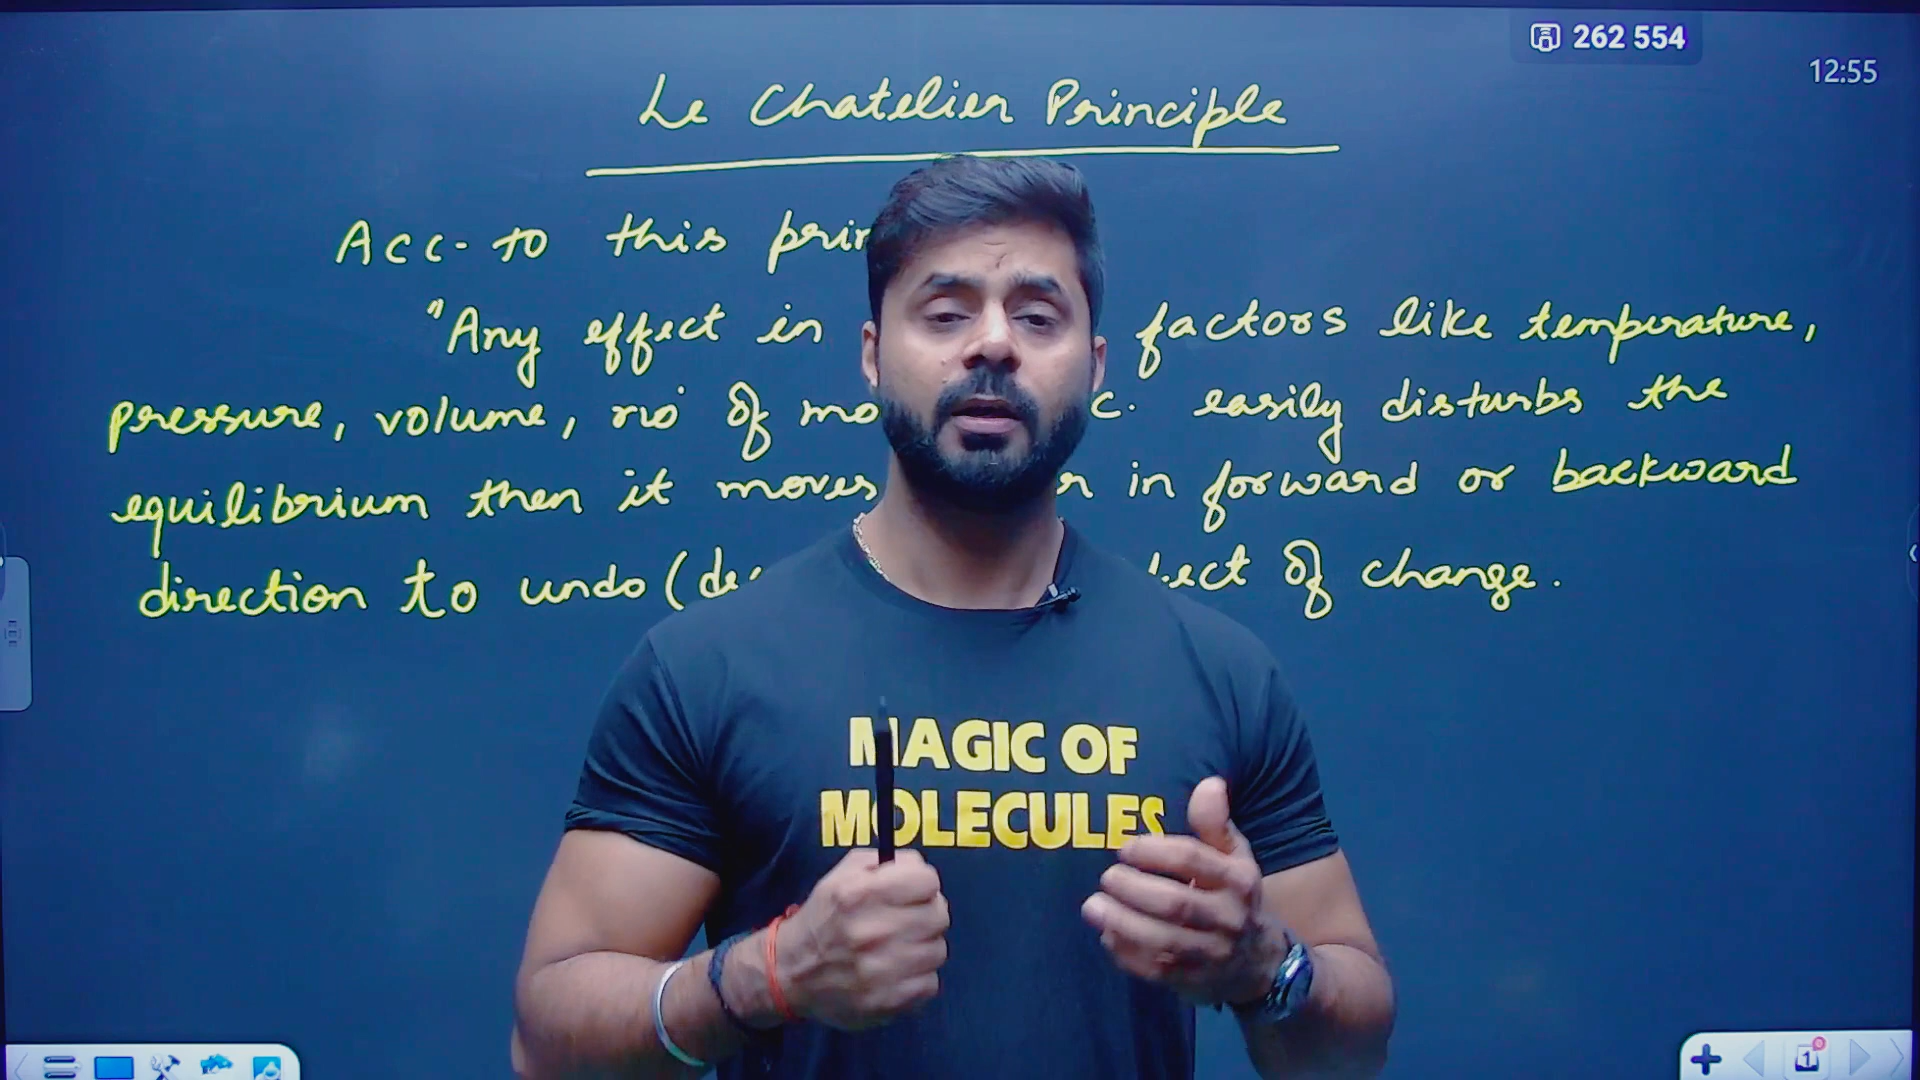 262 554
12:55
Le Chatelier Principle
Acc. to this
"Any effect in factors like temperature,
pressure, volume, no of easily disturbs the
equilibrium then it moves in forward or backward
direction to undo ( of change.
MAGIC OF
MOLECULES
1